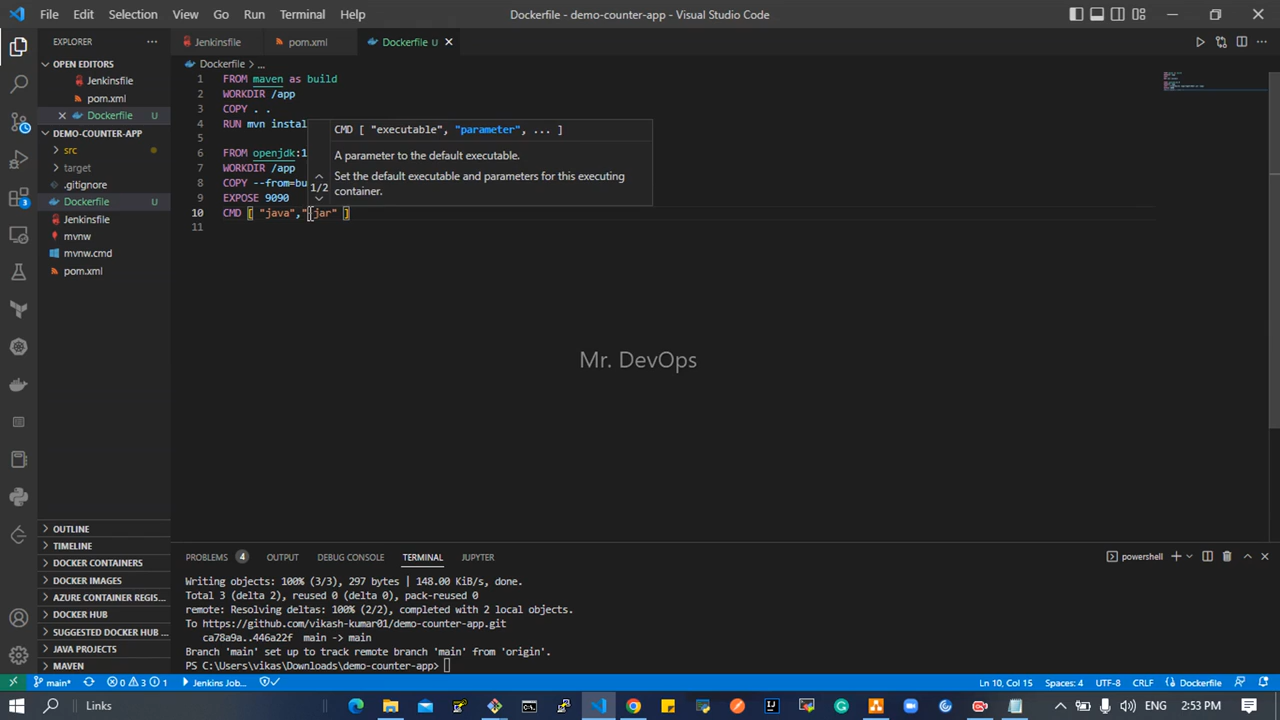 File Edit Selection View Go Run Terminal Help
Dockerfile - demo-counter-app - Visual Studio Code
EXPLORER
Jenkinsfile
pom.xml
Dockerfile U
OPEN EDITORS
Jenkinsfile
pom.xml
Dockerfile U
DEMO-COUNTER-APP
src
target
.gitignore
Dockerfile U
Jenkinsfile
mvnw
mvnw.cmd
pom.xml
OUTLINE
TIMELINE
DOCKER CONTAINERS
DOCKER IMAGES
AZURE CONTAINER REGIS...
DOCKER HUB
SUGGESTED DOCKER HUB ...
JAVA PROJECTS
MAVEN
Dockerfile > ...
1 FROM maven as build
2 WORKDIR /app
3 COPY . .
4 RUN mvn instal
5
6 FROM openjdk:1
7 WORKDIR /app
8 COPY --from=bu
9 EXPOSE 9090
10 CMD [ "java","jar" ]
11
CMD [ "executable", "parameter", ... ]
A parameter to the default executable.
Set the default executable and parameters for this executing
container.
1/2
Mr. DevOps
PROBLEMS 4 OUTPUT DEBUG CONSOLE TERMINAL JUPYTER
powershell
Writing objects: 100% (3/3), 297 bytes | 148.00 KiB/s, done.
Total 3 (delta 2), reused 0 (delta 0), pack-reused 0
remote: Resolving deltas: 100% (2/2), completed with 2 local objects.
To https://github.com/vikash-kumar01/demo-counter-app.git
ca78a9a..446a22f main -> main
Branch 'main' set up to track remote branch 'main' from 'origin'.
PS C:\Users\vikas\Downloads\demo-counter-app>
main* 0 3 1 Jenkins Job...
Ln 10, Col 15 Spaces: 4 UTF-8 CRLF Dockerfile
Links
ENG 2:53 PM
3